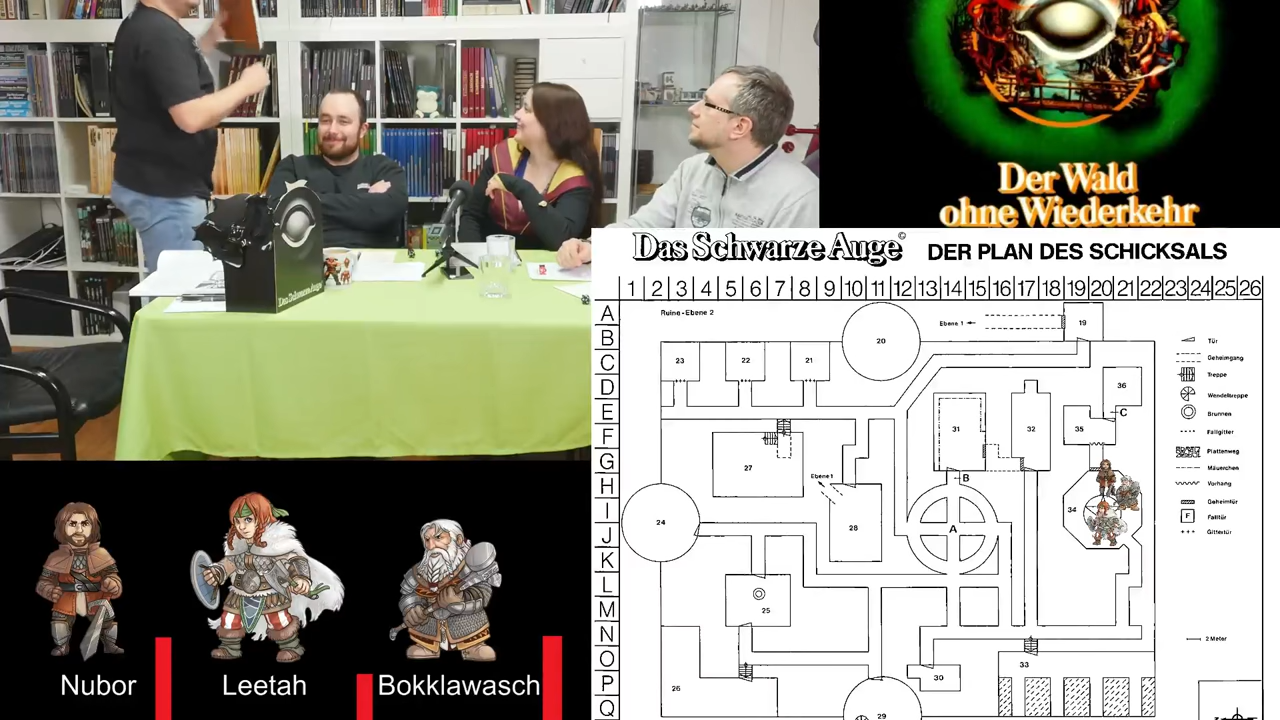 Der Wald
ohne Wiederkehr
Das Schwarze Auge
Das Schwarze Auge© DER PLAN DES SCHICKSALS
1 2 3 4 5 6 7 8 9 10 11 12 13 14 15 16 17 18 19 20 21 22 23 24 25 26
A
B
C
D
E
F
G
H
I
J
K
L
M
N
O
P
Q
Ruine - Ebene 2
Ebene 1
19
20
23
22
21
36
C
35
31
32
27
Ebene 1
B
24
28
A
34
25
26
30
33
29
Tür
Geheimgang
Treppe
Wendeltreppe
Brunnen
Fallgitter
Plattenweg
Mäuerchen
Vorhang
Geheimtür
F Falltür
Gittertür
2 Meter
Nubor
Leetah
Bokklawasch